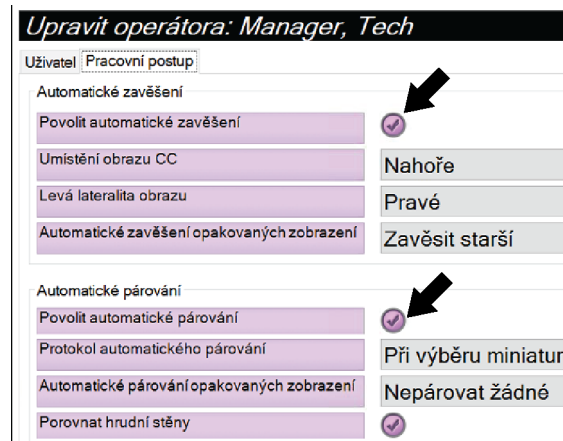 Upravit operátora: Manager, Tech
Uživatel Pracovní postup
Automatické zavěšení
Povolit automatické zavěšení
Umístění obrazu CC Nahoře
Levá lateralita obrazu Pravé
Automatické zavěšení opakovaných zobrazení Zavěsit starší
Automatické párování
Povolit automatické párování
Protokol automatického párování Při výběru miniatur
Automatické párování opakovaných zobrazení Nepárovat žádné
Porovnat hrudní stěny